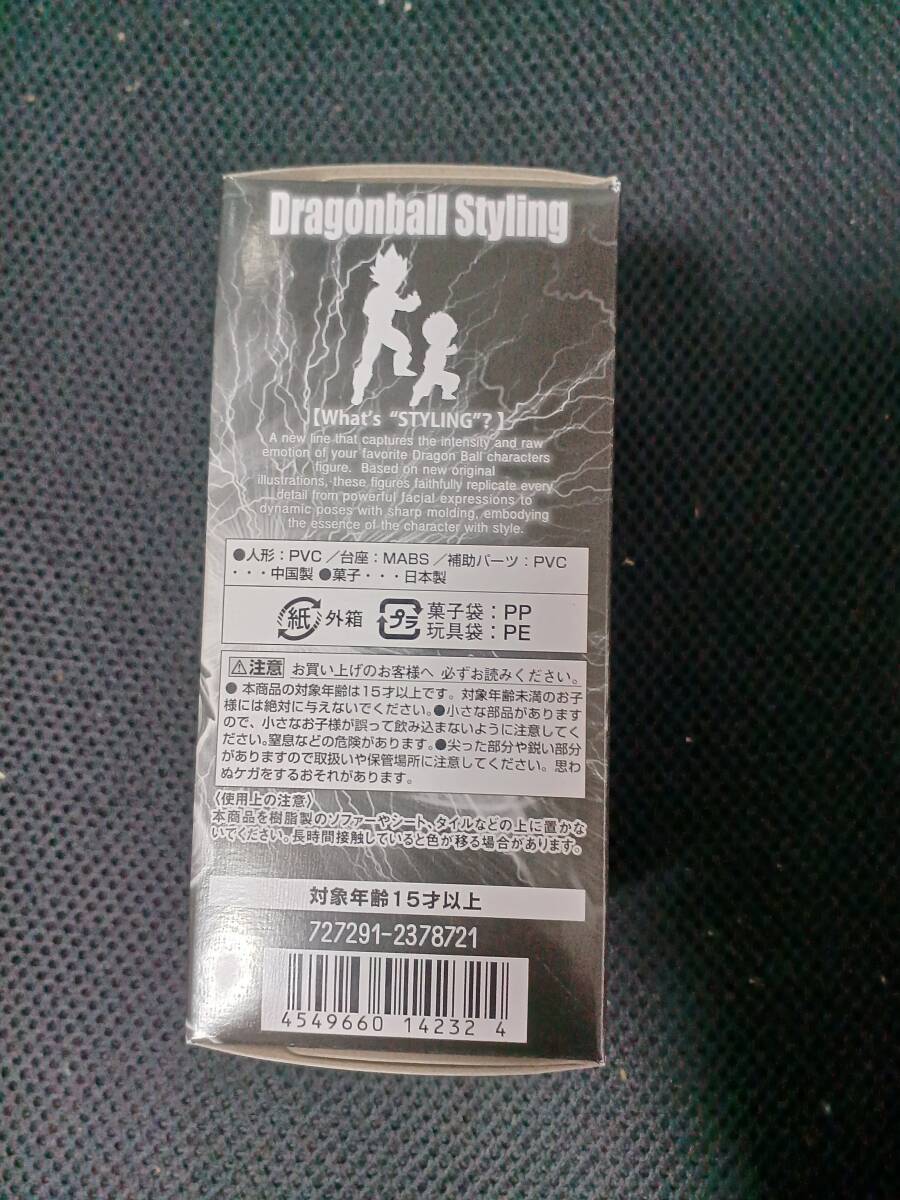 Dragonball Styling
【What's "STYLING"?】
A new line that captures the intensity and raw
emotion of your favorite Dragon Ball characters
figure. Based on new original
illustrations, these figures faithfully replicate every
detail from powerful facial expressions to
dynamic poses with sharp molding, embodying
the essence of the character with style.
●人形：PVC／台座：MABS／補助パーツ：PVC
・・・中国製 ●菓子・・・日本製
紙 外箱 プラ 菓子袋：PP
玩具袋：PE
⚠注意 お買い上げのお客様へ 必ずお読みください。
● 本商品の対象年齢は15才以上です。対象年齢未満のお子
様には絶対に与えないでください。●小さな部品があります
ので、小さなお子様が誤って飲み込まないように注意してく
ださい。窒息などの危険があります。●尖った部分や鋭い部分
がありますので取扱いや保管場所に注意してください。思わ
ぬケガをするおそれがあります。
〈使用上の注意〉
本商品を樹脂製のソファーやシート、タイルなどの上に置かな
いでください。長時間接触していると色が移る場合があります。
対象年齢15才以上
727291-2378721
4549660 14232 4